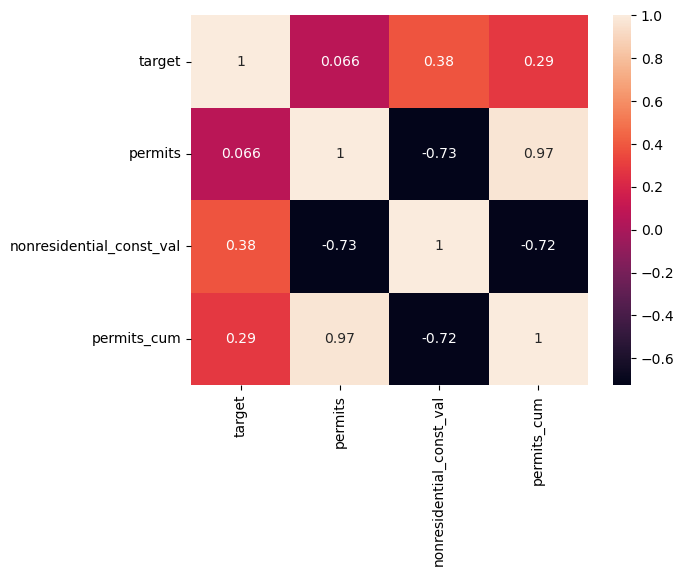 target 1 0.066 0.38 0.29
permits 0.066 1 -0.73 0.97
nonresidential_const_val 0.38 -0.73 1 -0.72
permits_cum 0.29 0.97 -0.72 1
target
permits
nonresidential_const_val
permits_cum
1.0
0.8
0.6
0.4
0.2
0.0
−0.2
−0.4
−0.6